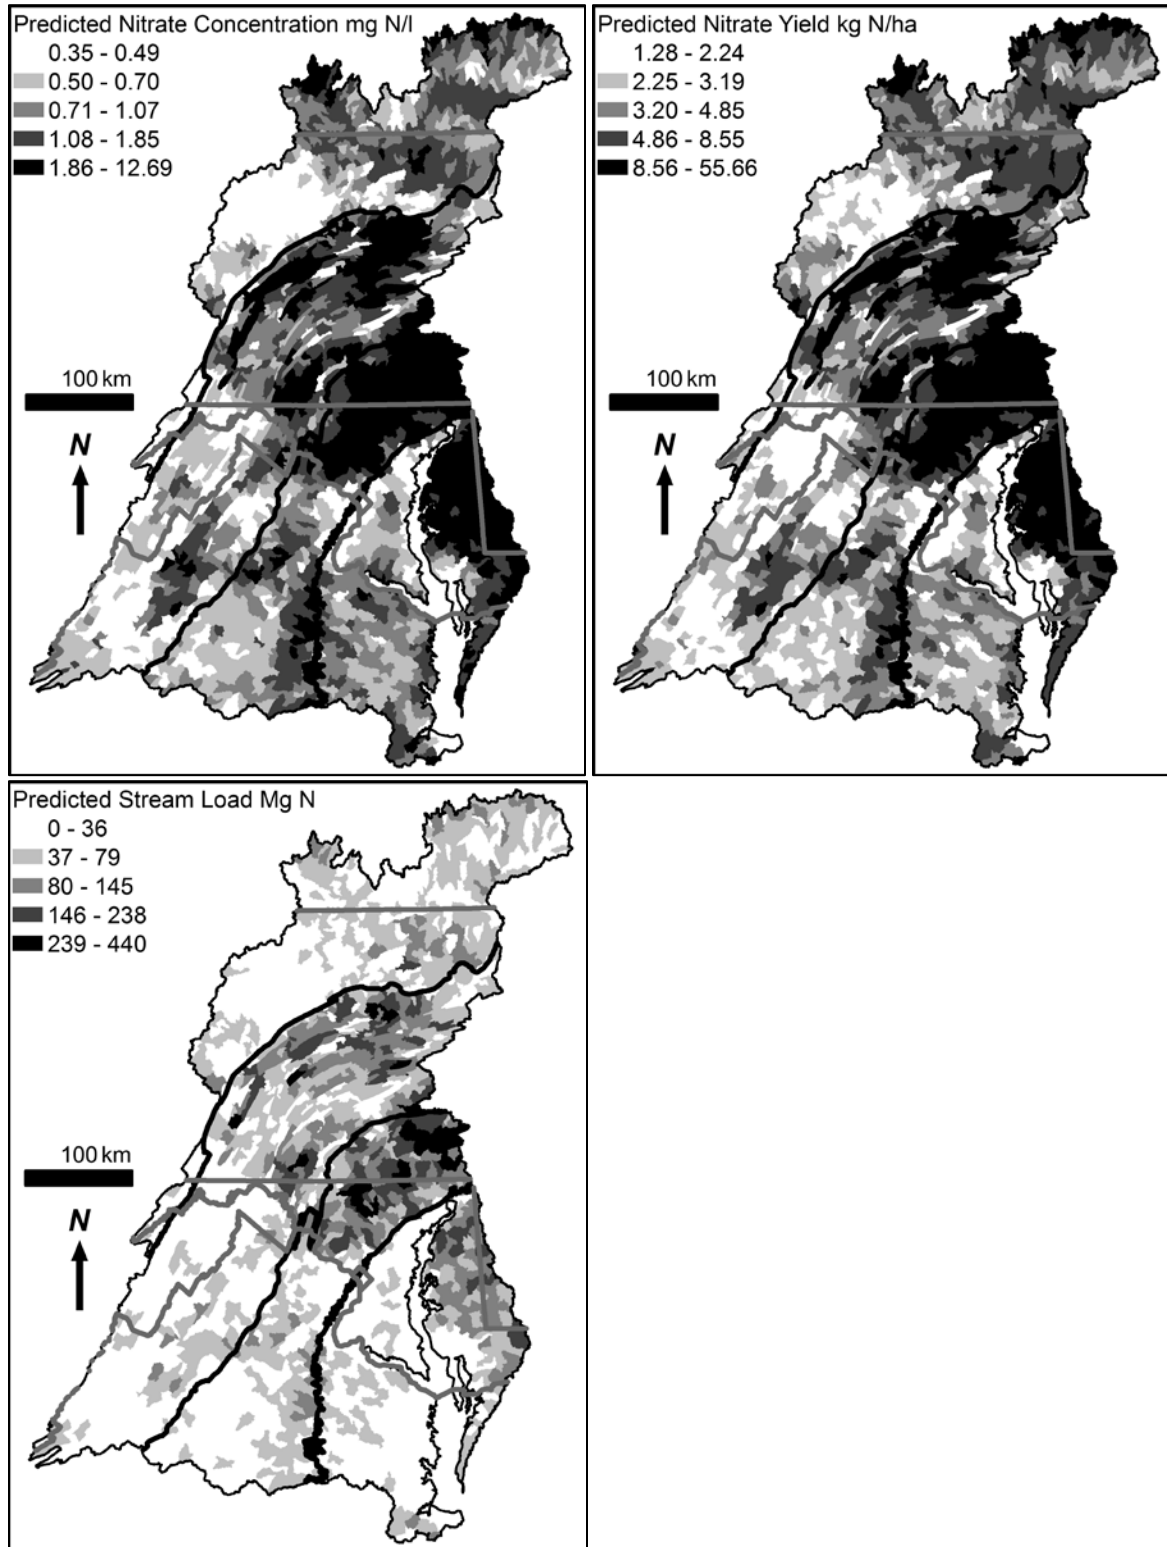 Predicted Nitrate Concentration mg N/l
0.35 - 0.49
0.50 - 0.70
0.71 - 1.07
1.08 - 1.85
1.86 - 12.69
100 km
N
Predicted Nitrate Yield kg N/ha
1.28 - 2.24
2.25 - 3.19
3.20 - 4.85
4.86 - 8.55
8.56 - 55.66
100 km
N
Predicted Stream Load Mg N
0 - 36
37 - 79
80 - 145
146 - 238
239 - 440
100 km
N